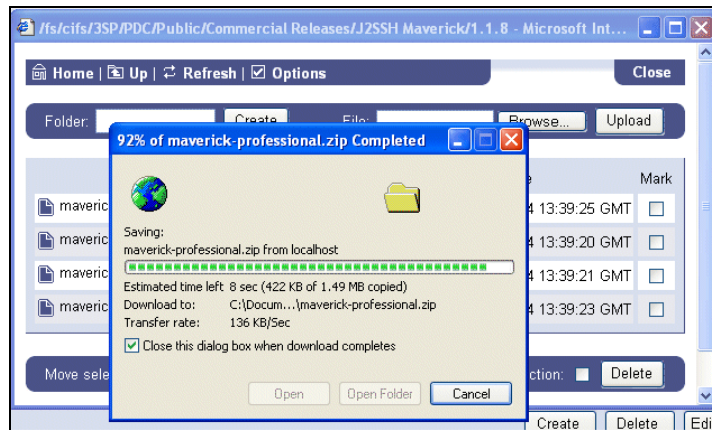 /fs/cifs/3SP/PDC/Public/Commercial Releases/J2SSH Maverick/1.1.8 - Microsoft Int...
Home | Up | Refresh | Options
Close
Folder: Create File: Browse... Upload
92% of maverick-professional.zip Completed
Mark
maveric 4 13:39:25 GMT
maveric 4 13:39:20 GMT
maveric 4 13:39:21 GMT
maveric 4 13:39:23 GMT
Saving:
maverick-professional.zip from localhost
Estimated time left 8 sec (422 KB of 1.49 MB copied)
Download to: C:\Docum...\maverick-professional.zip
Transfer rate: 136 KB/Sec
Close this dialog box when download completes
Open Open Folder Cancel
Move sele ction: Delete
Create Delete Edi